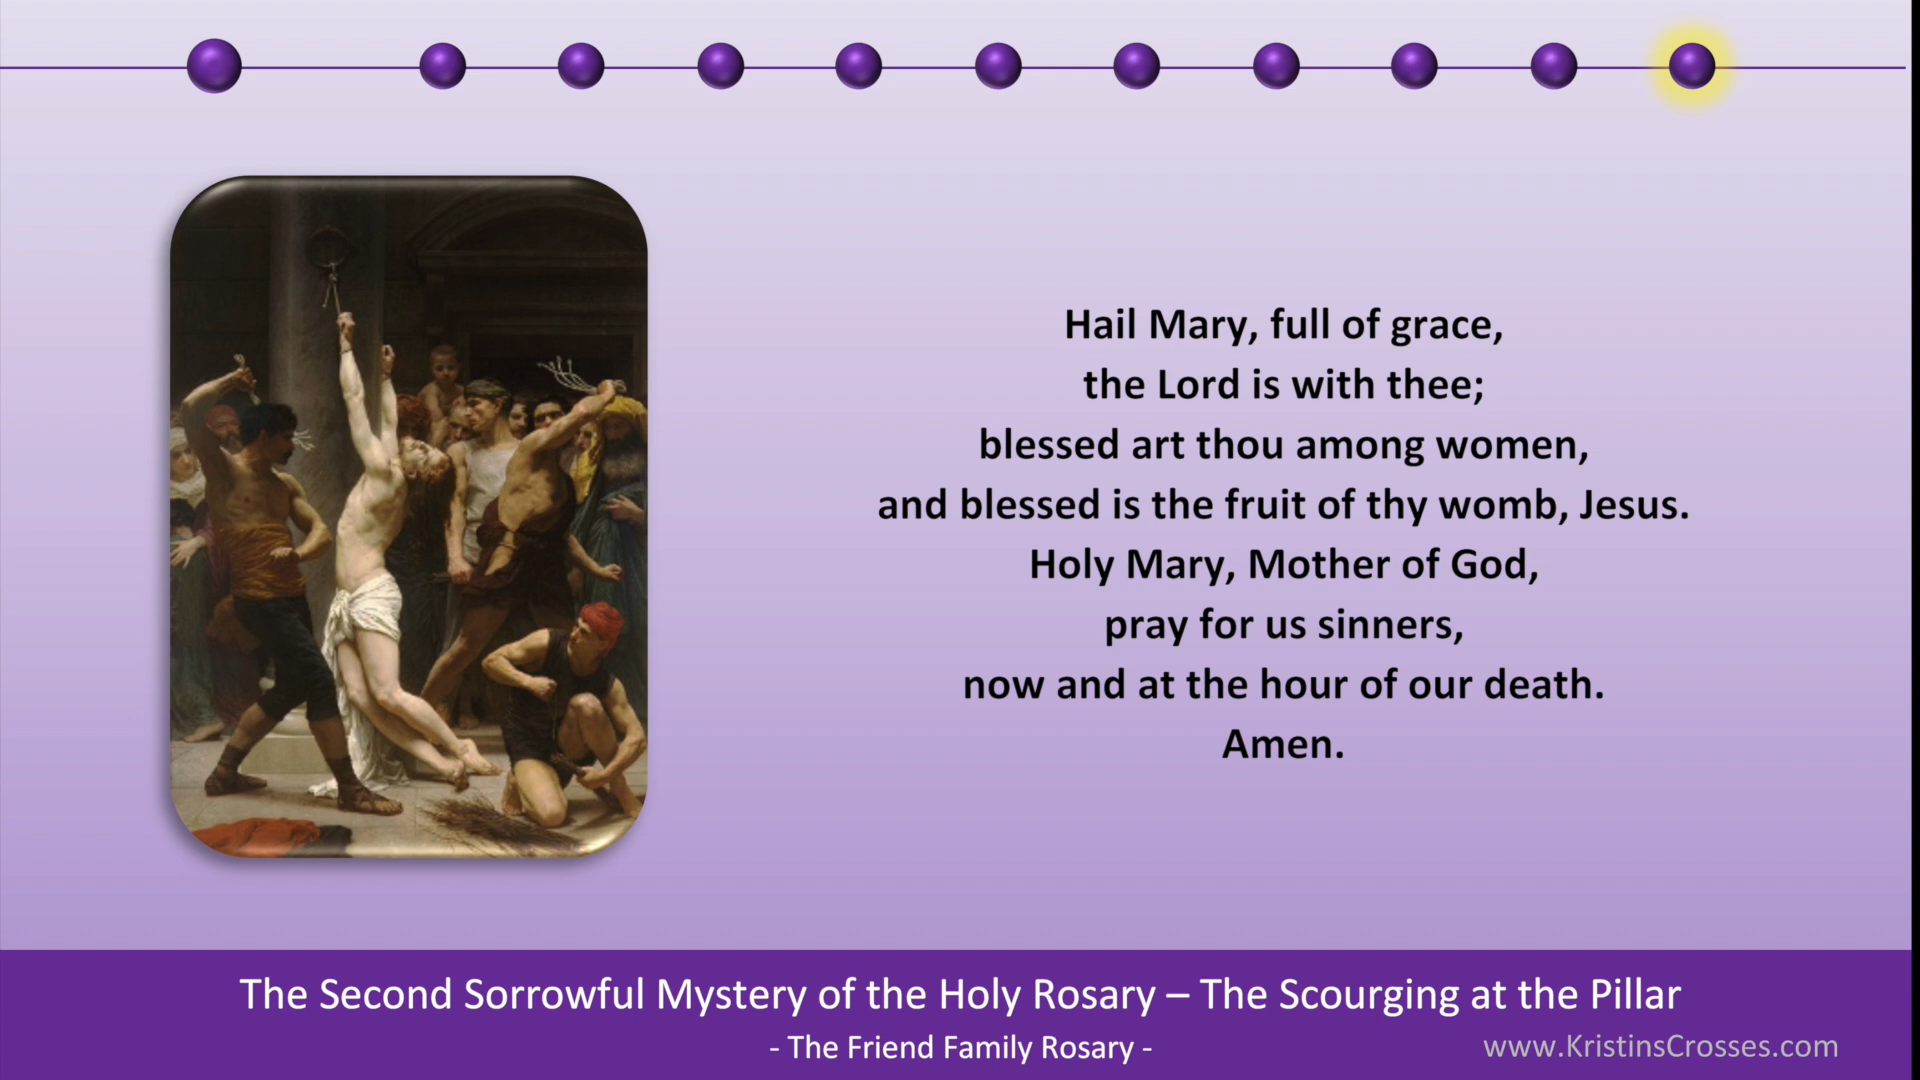 Hail Mary, full of grace,
the Lord is with thee;
blessed art thou among women,
and blessed is the fruit of thy womb, Jesus.
Holy Mary, Mother of God,
pray for us sinners,
now and at the hour of our death.
Amen.
The Second Sorrowful Mystery of the Holy Rosary – The Scourging at the Pillar
- The Friend Family Rosary -
www.KristinsCrosses.com